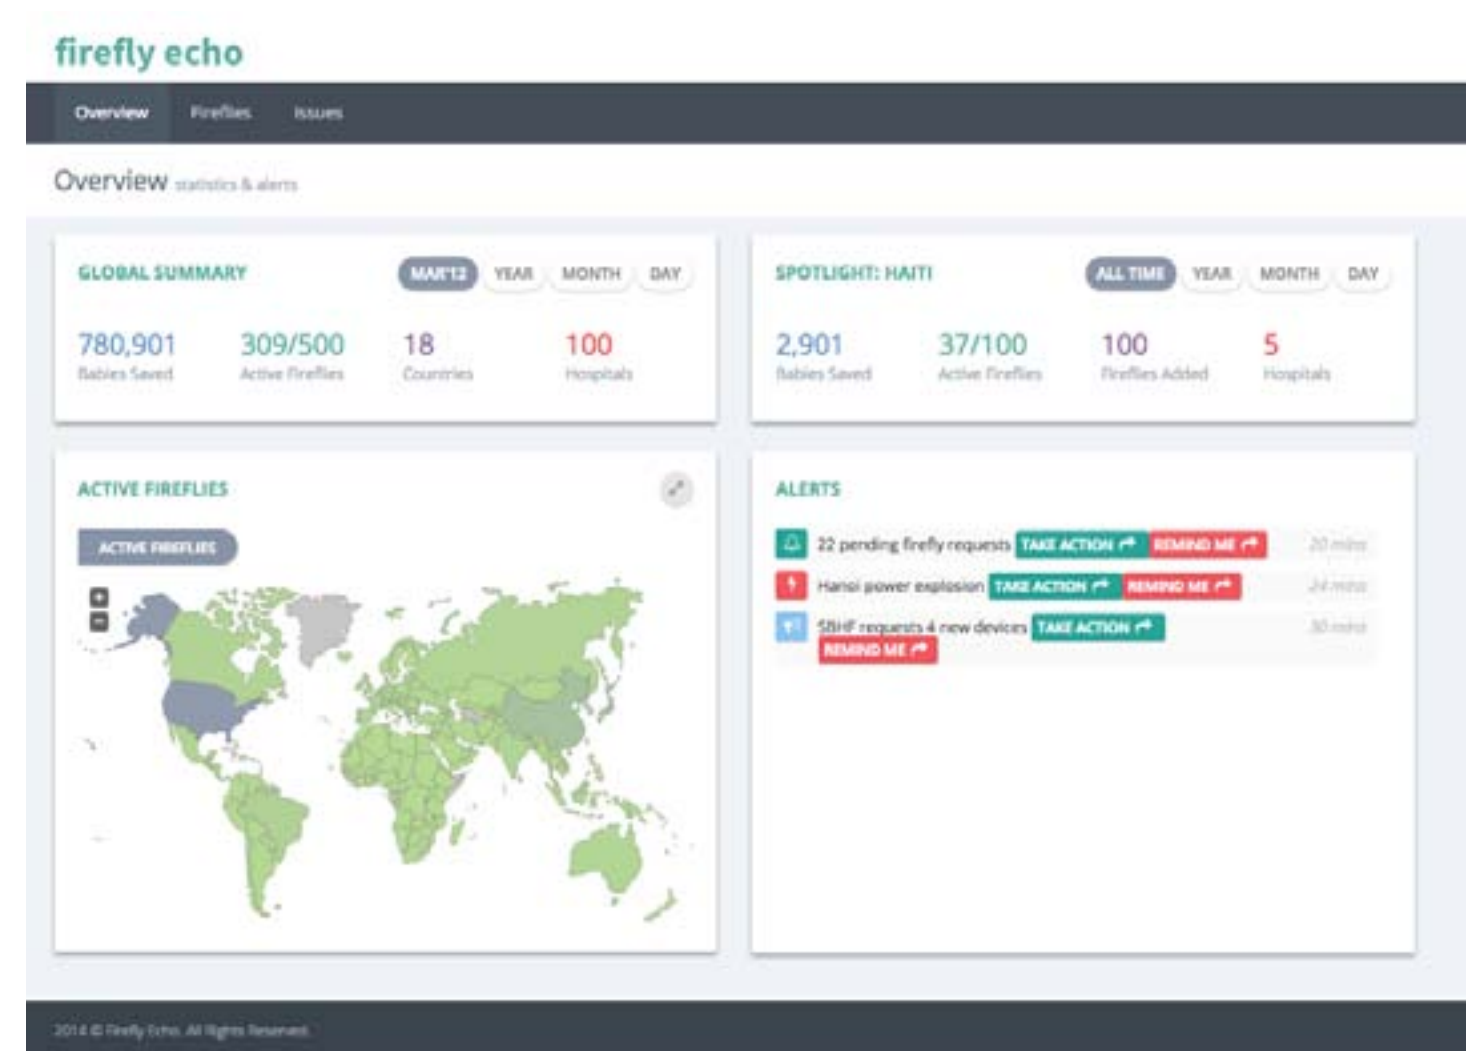 firefly echo
Overview Fireflies Issues
Overview statistics & alerts
GLOBAL SUMMARY MAR'12 YEAR MONTH DAY
780,901 309/500 18 100
Babies Saved Active Fireflies Countries Hospitals
SPOTLIGHT: HAITI ALL TIME YEAR MONTH DAY
2,901 37/100 100 5
Babies Saved Active Fireflies Fireflies Added Hospitals
ACTIVE FIREFLIES
ACTIVE FIREFLIES
+
-
ALERTS
22 pending firefly requests TAKE ACTION REMIND ME 20 mins
Hanoi power explosion TAKE ACTION REMIND ME 24 mins
SBHF requests 4 new devices TAKE ACTION 30 mins
REMIND ME
2014 © Firefly Echo. All Rights Reserved.